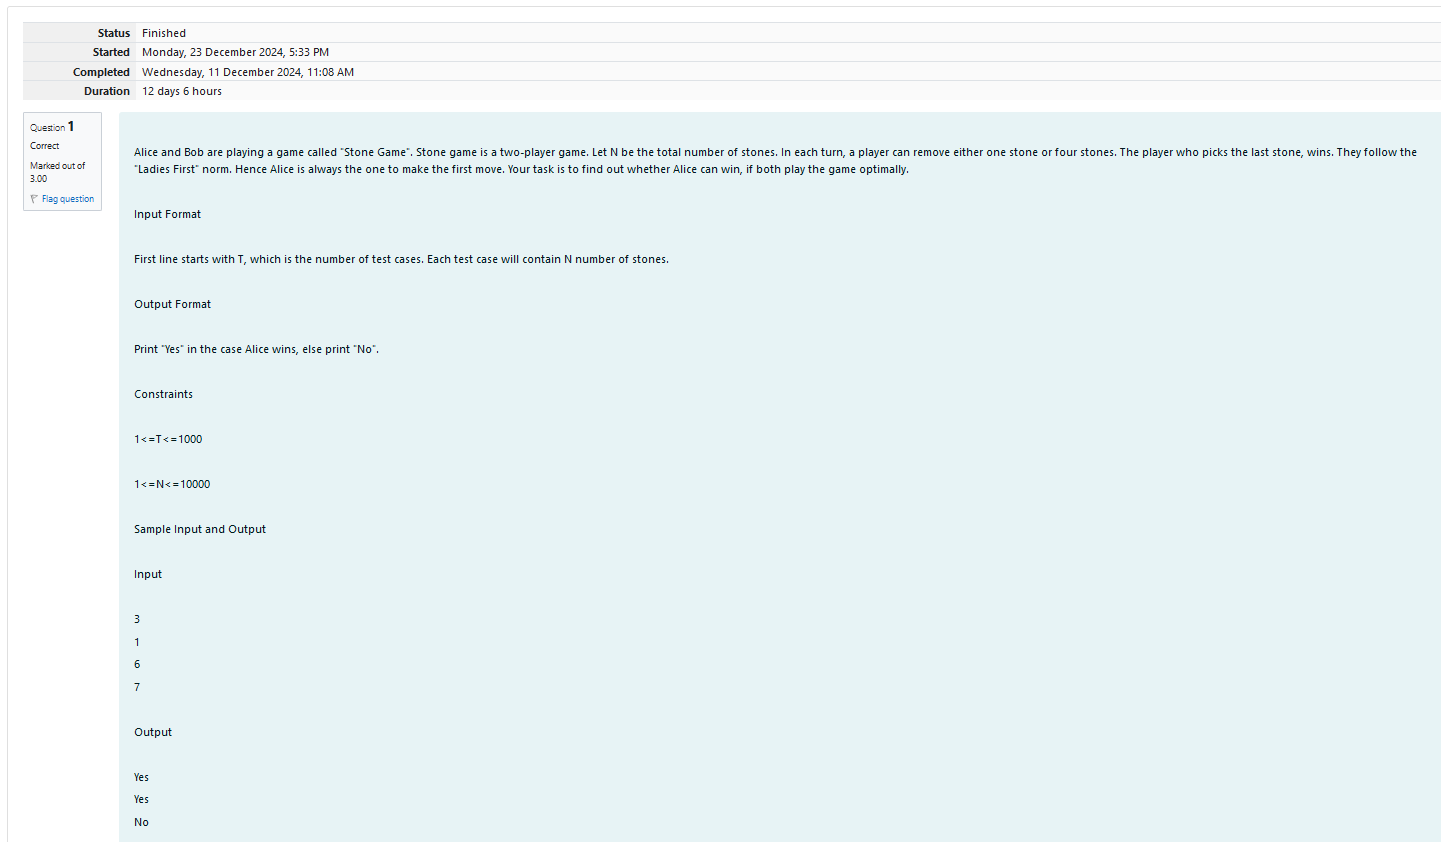 Status Finished
Started Monday, 23 December 2024, 5:33 PM
Completed Wednesday, 11 December 2024, 11:08 AM
Duration 12 days 6 hours
Question 1
Correct
Marked out of
3.00
Flag question
Alice and Bob are playing a game called "Stone Game". Stone game is a two-player game. Let N be the total number of stones. In each turn, a player can remove either one stone or four stones. The player who picks the last stone, wins. They follow the
"Ladies First" norm. Hence Alice is always the one to make the first move. Your task is to find out whether Alice can win, if both play the game optimally.
Input Format
First line starts with T, which is the number of test cases. Each test case will contain N number of stones.
Output Format
Print "Yes" in the case Alice wins, else print "No".
Constraints
1<=T<=1000
1<=N<=10000
Sample Input and Output
Input
3
1
6
7
Output
Yes
Yes
No